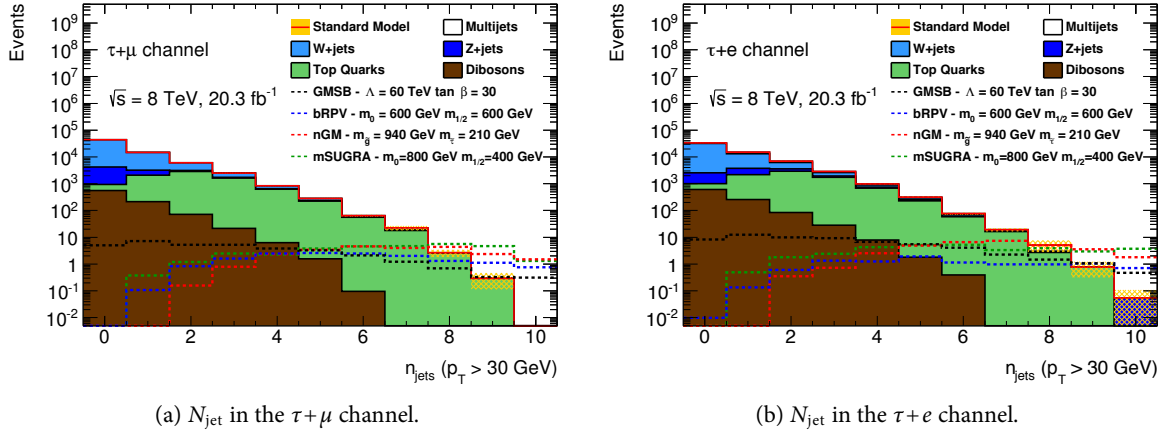 Events
10⁹
10⁸
10⁷
10⁶
10⁵
10⁴
10³
10²
10
1
10⁻¹
10⁻²
τ+μ channel
√s = 8 TeV, 20.3 fb⁻¹
Standard Model
Multijets
W+jets
Z+jets
Top Quarks
Dibosons
GMSB - Λ = 60 TeV tan β = 30
bRPV - m₀ = 600 GeV m₁/₂ = 600 GeV
nGM - m_g̃ = 940 GeV m_τ̃ = 210 GeV
mSUGRA - m₀=800 GeV m₁/₂=400 GeV
0 2 4 6 8 10
n_jets (p_T > 30 GeV)
(a) N_jet in the τ+μ channel.
Events
10⁹
10⁸
10⁷
10⁶
10⁵
10⁴
10³
10²
10
1
10⁻¹
10⁻²
τ+e channel
√s = 8 TeV, 20.3 fb⁻¹
Standard Model
Multijets
W+jets
Z+jets
Top Quarks
Dibosons
GMSB - Λ = 60 TeV tan β = 30
bRPV - m₀ = 600 GeV m₁/₂ = 600 GeV
nGM - m_g̃ = 940 GeV m_τ̃ = 210 GeV
mSUGRA - m₀=800 GeV m₁/₂=400 GeV
0 2 4 6 8 10
n_jets (p_T > 30 GeV)
(b) N_jet in the τ+e channel.